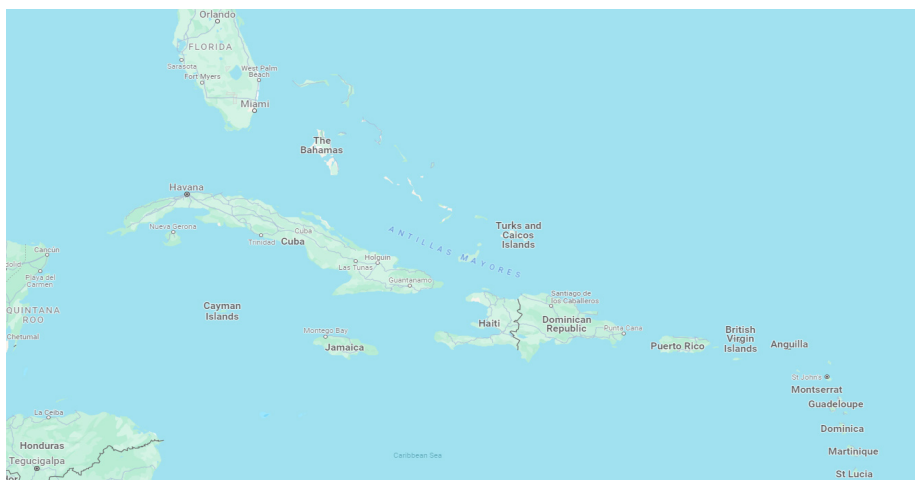 Orlando
FLORIDA
Sarasota
West Palm
Beach
Fort Myers
Miami
The
Bahamas
Havana
Nueva Gerona
Trinidad
Cuba
Cuba
Turks and
Caicos
Islands
ANTILLAS MAYORES
Cancún
Playa del
Carmen
Holguin
Las Tunas
Guantanamo
QUINTANA
ROO
Chetumal
Cayman
Islands
Santiago de
los Caballeros
Haiti
Dominican
Republic
Punta Cana
Montego Bay
Jamaica
Puerto Rico
British
Virgin
Islands
Anguilla
St Johns
Montserrat
Guadeloupe
La Ceiba
Dominica
Honduras
Tegucigalpa
Caribbean Sea
Martinique
St Lucia